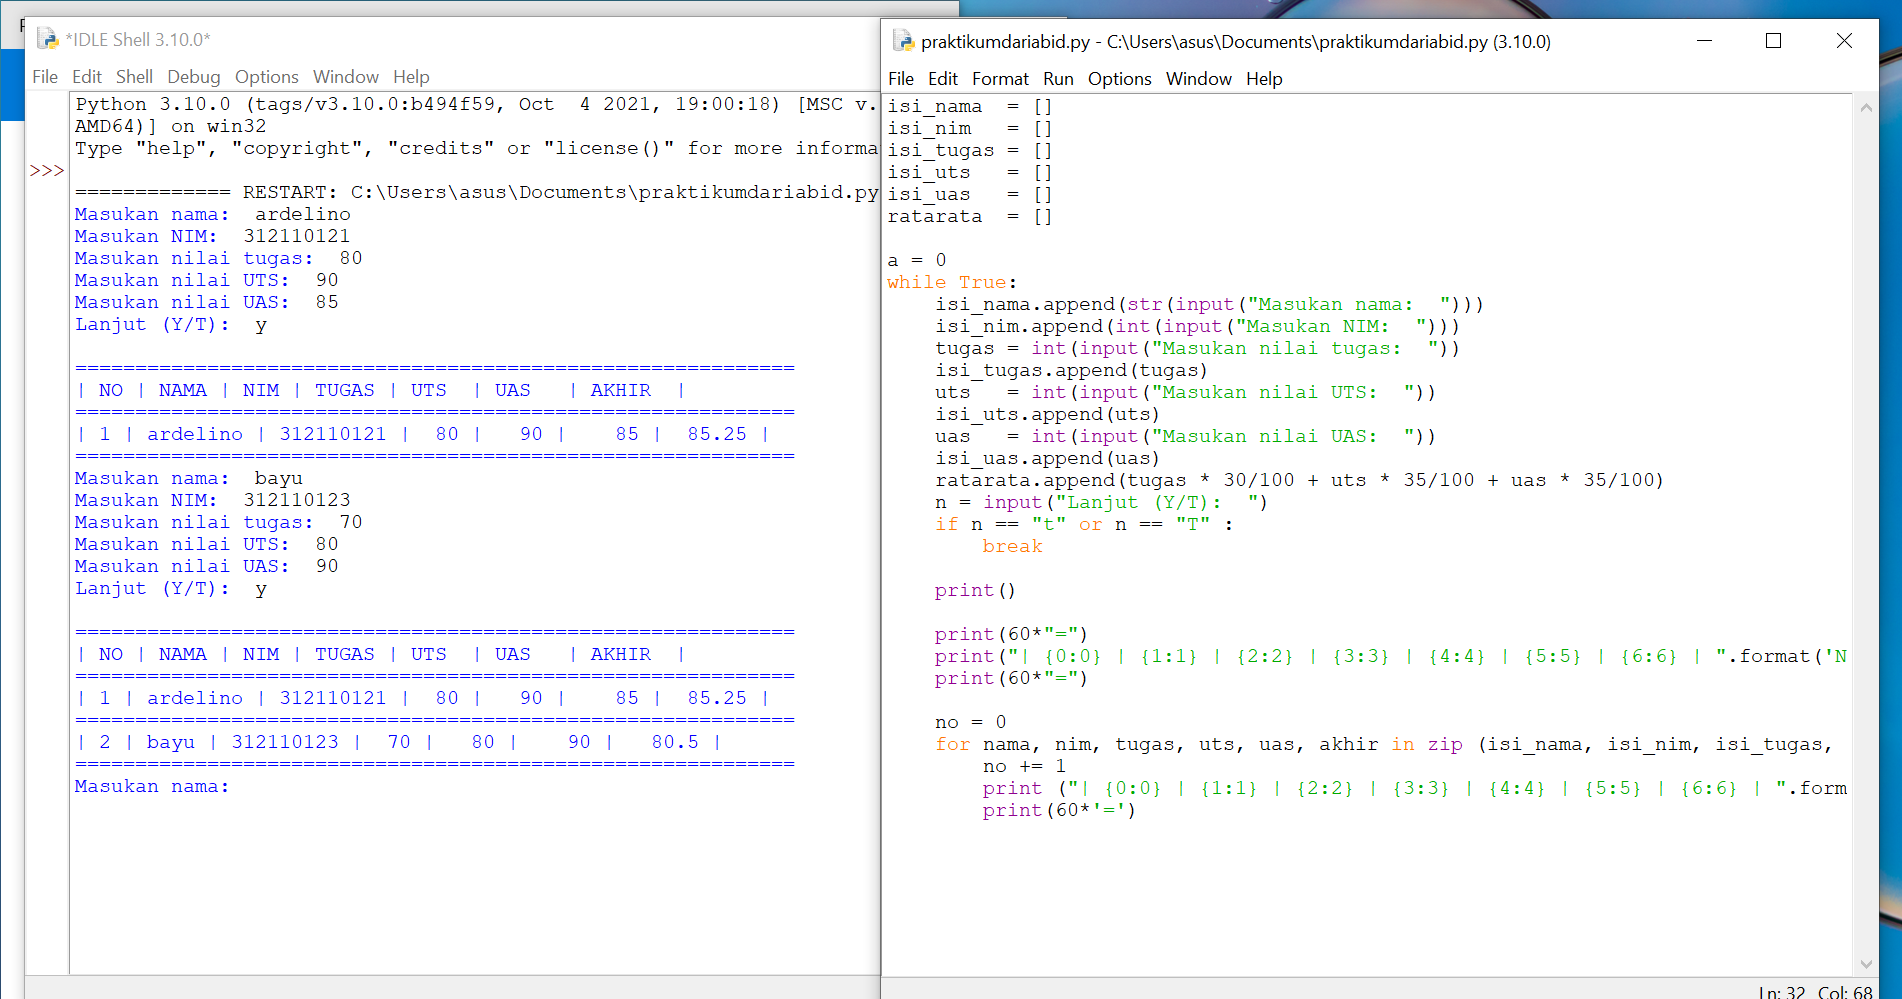 *IDLE Shell 3.10.0*
File Edit Shell Debug Options Window Help
Python 3.10.0 (tags/v3.10.0:b494f59, Oct  4 2021, 19:00:18) [MSC v.
AMD64)] on win32
Type "help", "copyright", "credits" or "license()" for more informa
>>>
============= RESTART: C:\Users\asus\Documents\praktikumdariabid.py
Masukan nama:  ardelino
Masukan NIM:  312110121
Masukan nilai tugas:  80
Masukan nilai UTS:  90
Masukan nilai UAS:  85
Lanjut (Y/T):  y
============================================================
| NO | NAMA | NIM | TUGAS | UTS  | UAS   | AKHIR  |
============================================================
| 1 | ardelino | 312110121 |  80 |   90 |    85 |  85.25 |
============================================================
Masukan nama:  bayu
Masukan NIM:  312110123
Masukan nilai tugas:  70
Masukan nilai UTS:  80
Masukan nilai UAS:  90
Lanjut (Y/T):  y
============================================================
| NO | NAMA | NIM | TUGAS | UTS  | UAS   | AKHIR  |
============================================================
| 1 | ardelino | 312110121 |  80 |   90 |    85 |  85.25 |
============================================================
| 2 | bayu | 312110123 |  70 |   80 |    90 |   80.5 |
============================================================
Masukan nama:
praktikumdariabid.py - C:\Users\asus\Documents\praktikumdariabid.py (3.10.0)
File Edit Format Run Options Window Help
isi_nama  = []
isi_nim   = []
isi_tugas = []
isi_uts   = []
isi_uas   = []
ratarata  = []
a = 0
while True:
    isi_nama.append(str(input("Masukan nama:  ")))
    isi_nim.append(int(input("Masukan NIM:  ")))
    tugas = int(input("Masukan nilai tugas:  "))
    isi_tugas.append(tugas)
    uts   = int(input("Masukan nilai UTS:  "))
    isi_uts.append(uts)
    uas   = int(input("Masukan nilai UAS:  "))
    isi_uas.append(uas)
    ratarata.append(tugas * 30/100 + uts * 35/100 + uas * 35/100)
    n = input("Lanjut (Y/T):  ")
    if n == "t" or n == "T" :
        break
    print()
    print(60*"=")
    print("| {0:0} | {1:1} | {2:2} | {3:3} | {4:4} | {5:5} | {6:6} | ".format('N
    print(60*"=")
    no = 0
    for nama, nim, tugas, uts, uas, akhir in zip (isi_nama, isi_nim, isi_tugas,
        no += 1
        print ("| {0:0} | {1:1} | {2:2} | {3:3} | {4:4} | {5:5} | {6:6} | ".form
        print(60*'=')
Ln: 32 Col: 68